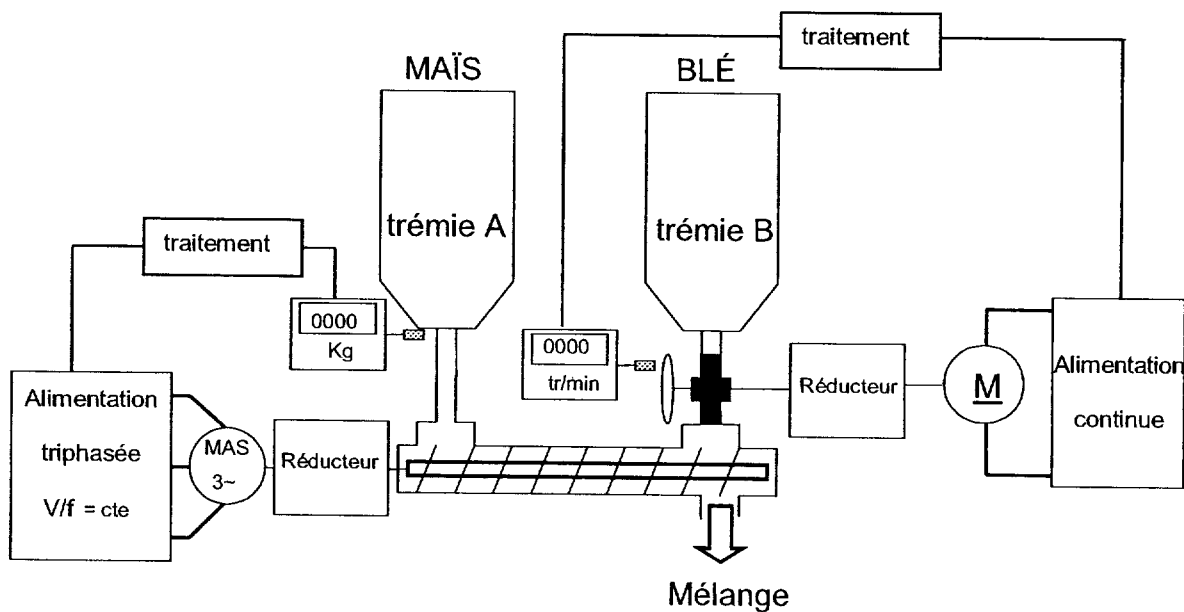 traitement
MAÏS
BLÉ
trémie A
trémie B
traitement
0000
Kg
0000
tr/min
Alimentation
triphasée
V/f = cte
MAS
3~
Réducteur
Réducteur
M
Alimentation
continue
Mélange